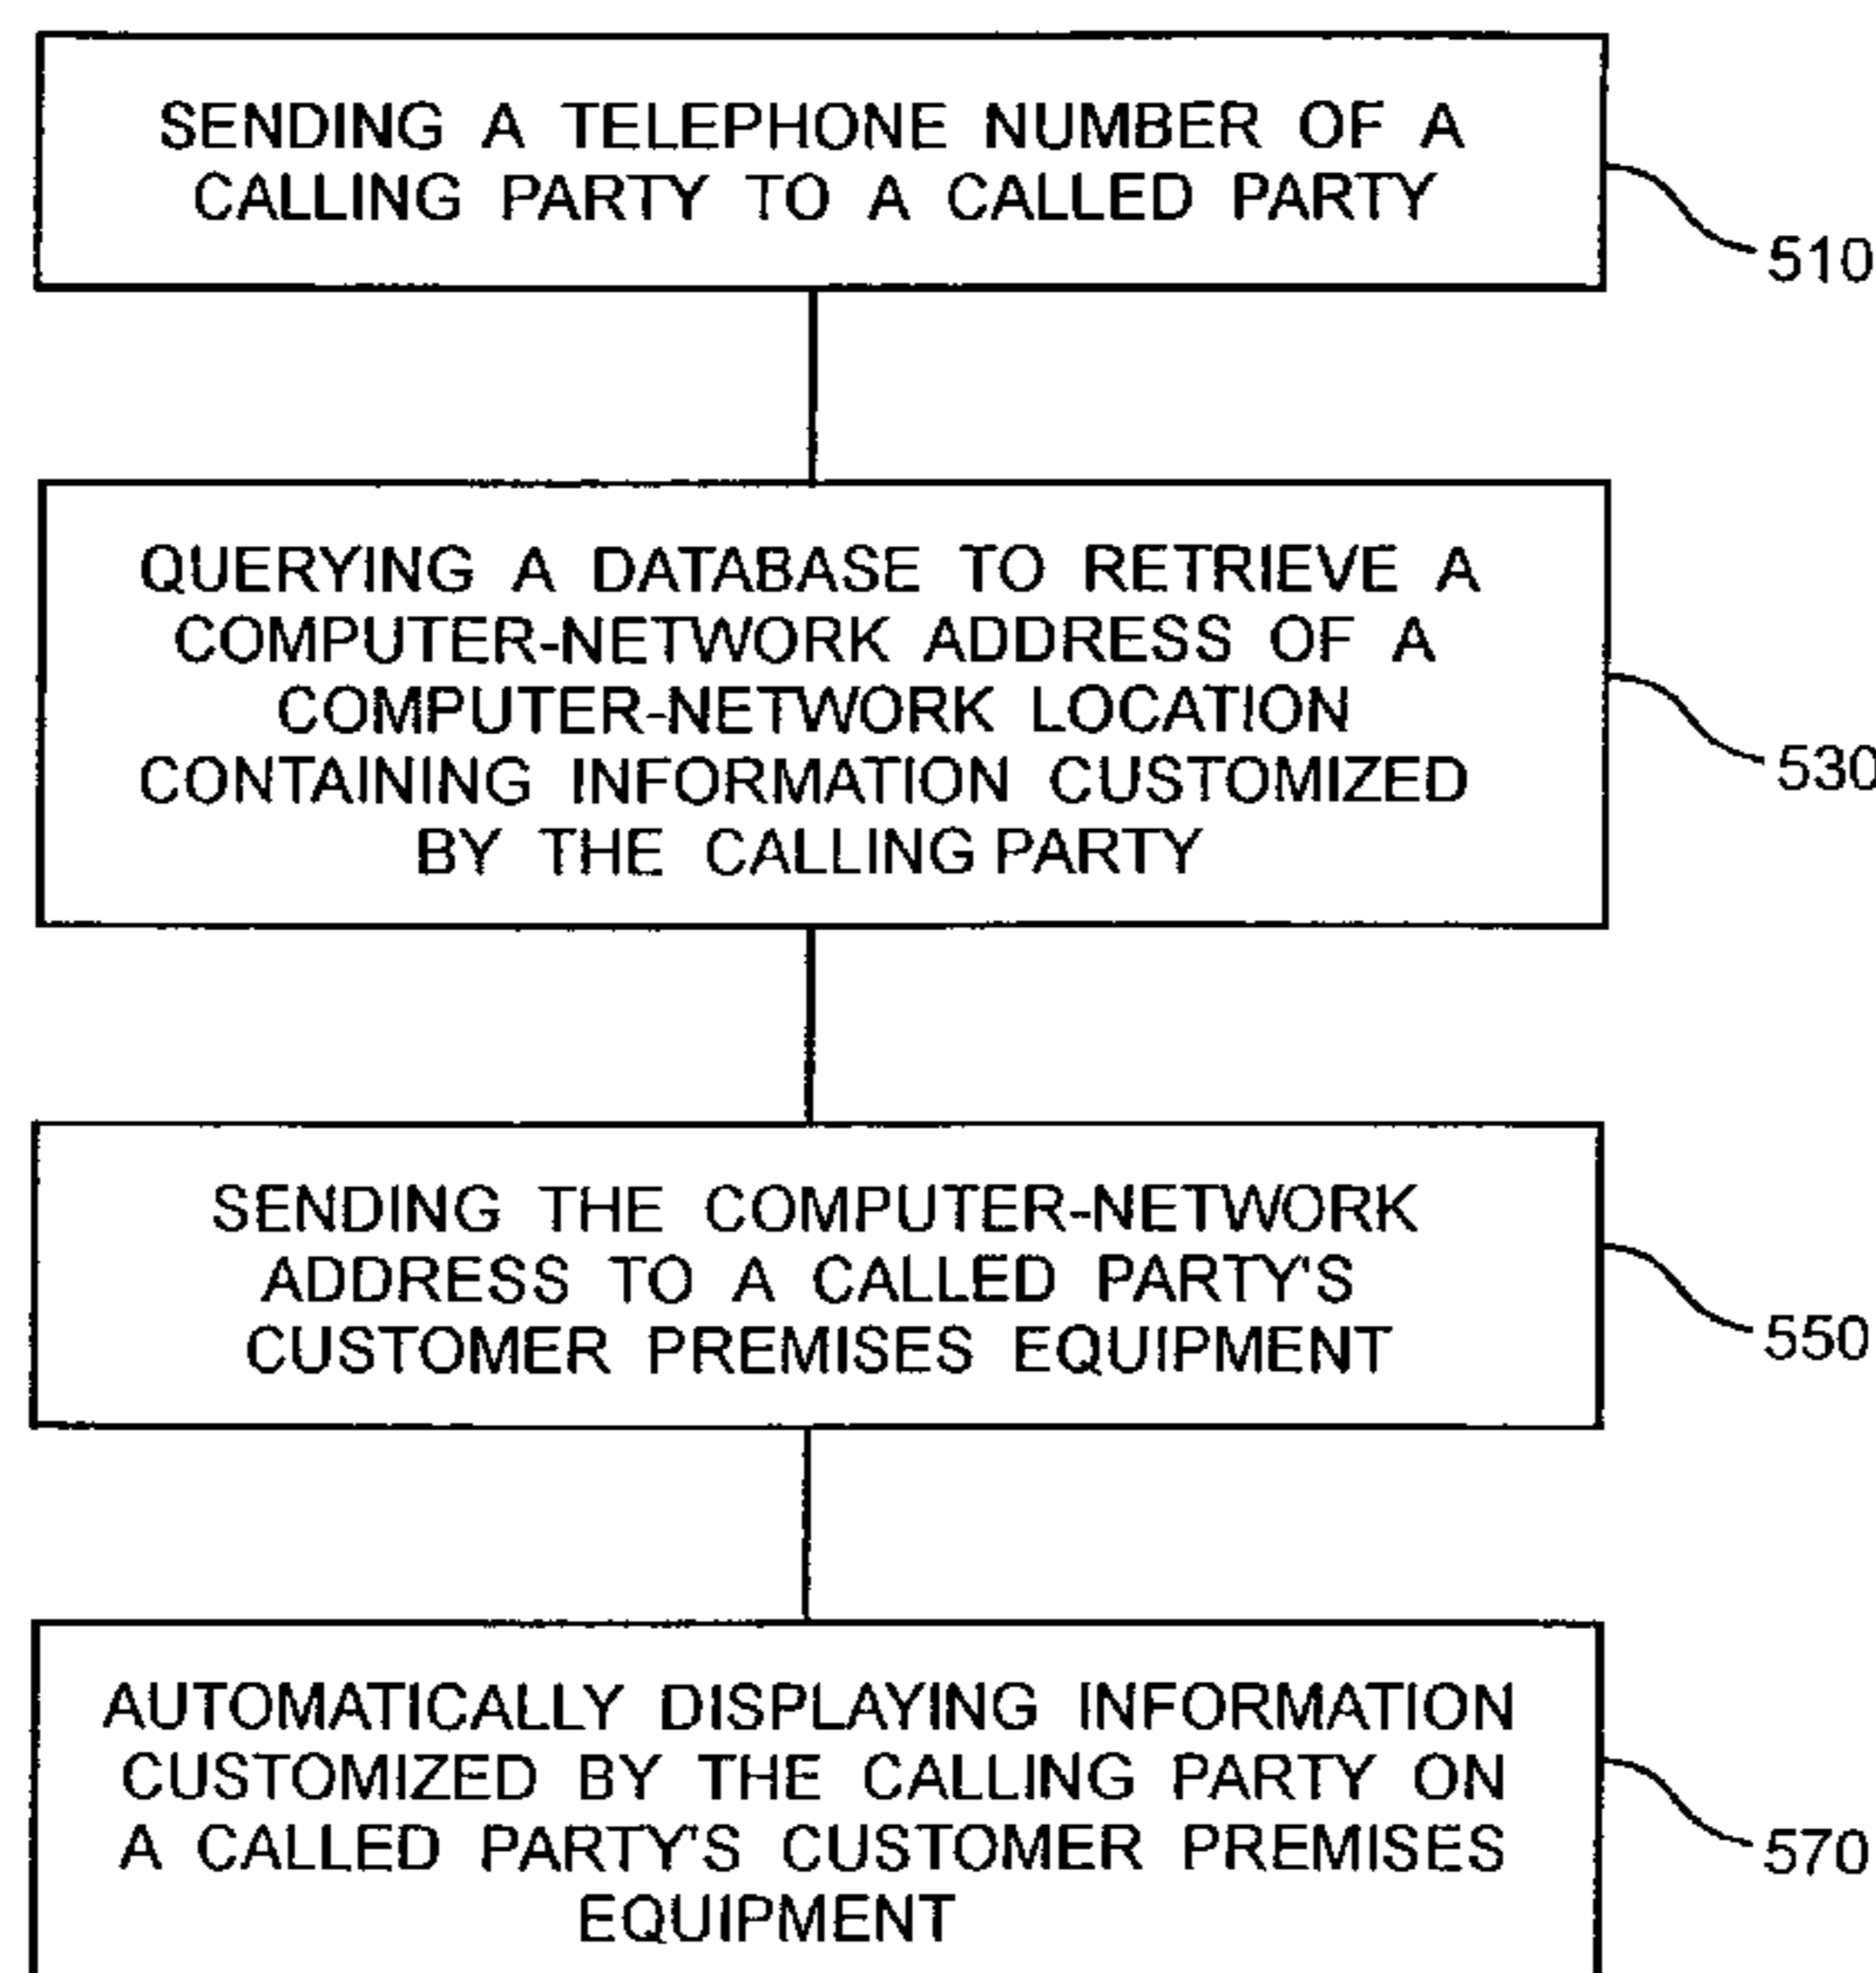 SENDING A TELEPHONE NUMBER OF A
CALLING PARTY TO A CALLED PARTY
510
QUERYING A DATABASE TO RETRIEVE A
COMPUTER-NETWORK ADDRESS OF A
COMPUTER-NETWORK LOCATION
CONTAINING INFORMATION CUSTOMIZED
BY THE CALLING PARTY
530
SENDING THE COMPUTER-NETWORK
ADDRESS TO A CALLED PARTY'S
CUSTOMER PREMISES EQUIPMENT
550
AUTOMATICALLY DISPLAYING INFORMATION
CUSTOMIZED BY THE CALLING PARTY ON
A CALLED PARTY'S CUSTOMER PREMISES
EQUIPMENT
570